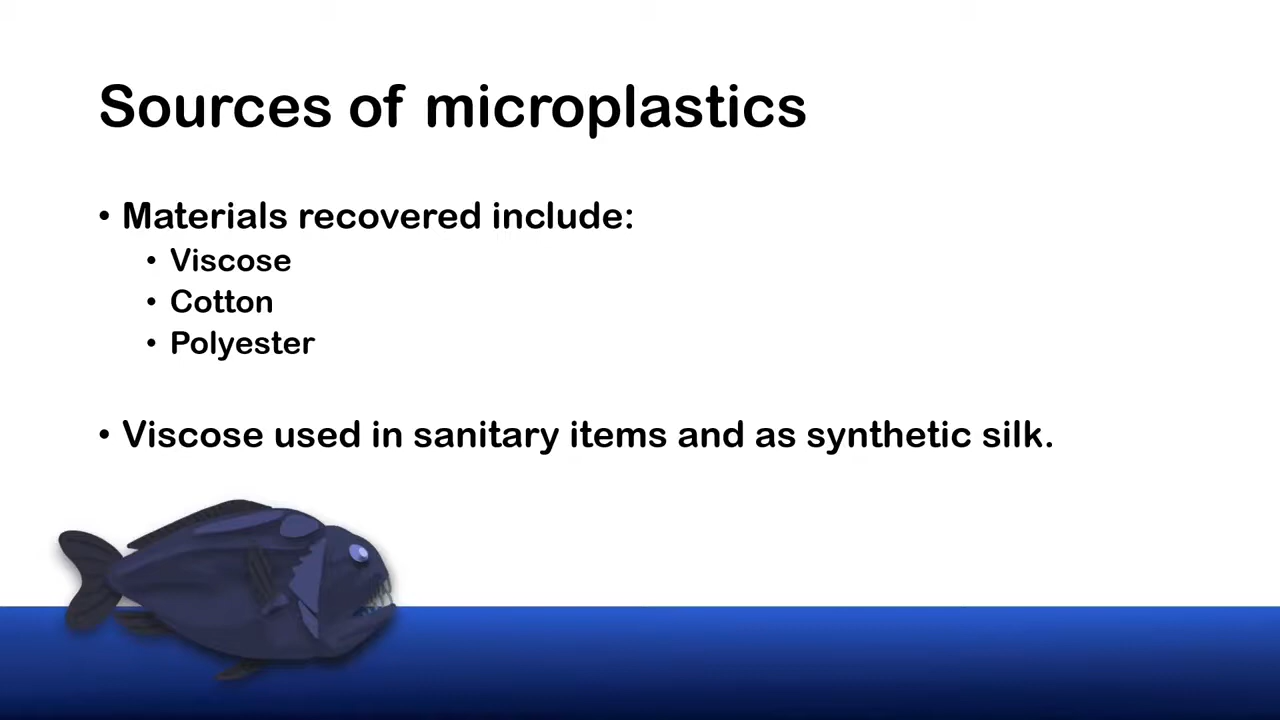 Sources of microplastics
• Materials recovered include:
• Viscose
• Cotton
• Polyester
• Viscose used in sanitary items and as synthetic silk.